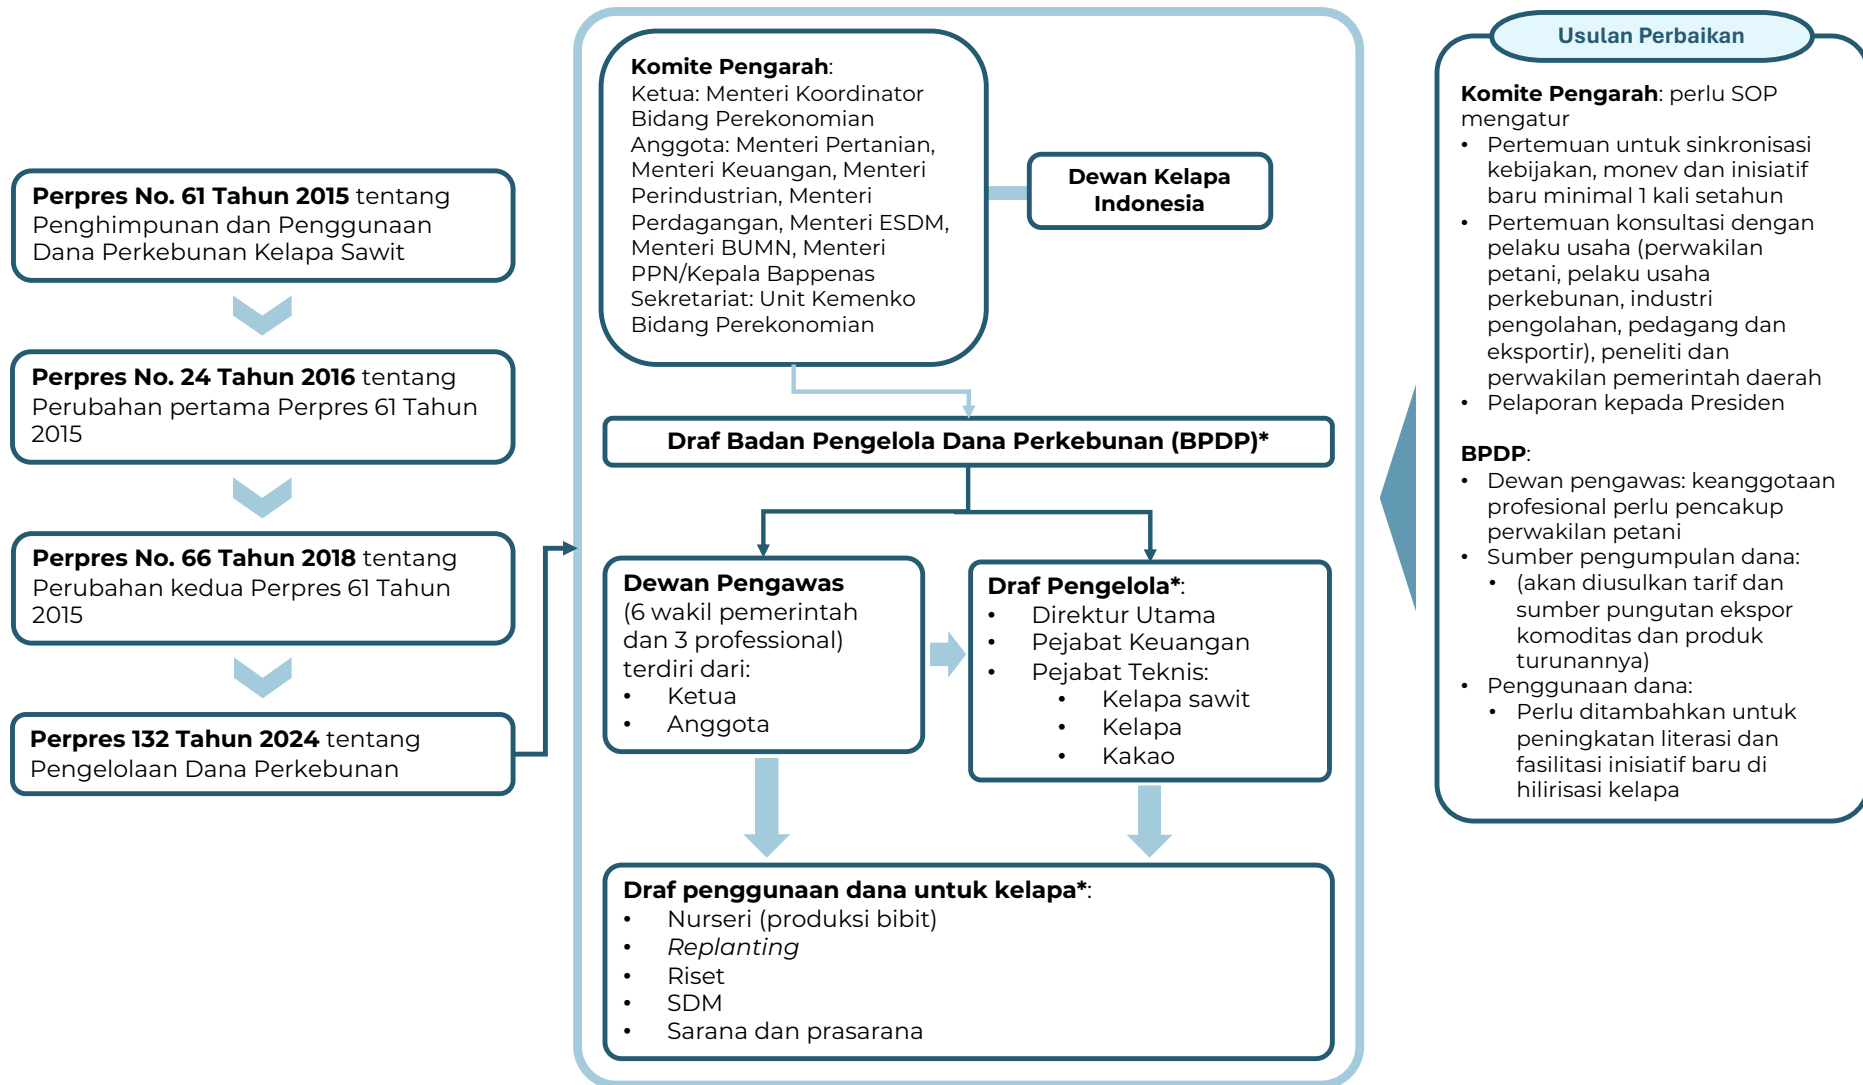 Perpres No. 61 Tahun 2015 tentang
Penghimpunan dan Penggunaan
Dana Perkebunan Kelapa Sawit
Perpres No. 24 Tahun 2016 tentang
Perubahan pertama Perpres 61 Tahun
2015
Perpres No. 66 Tahun 2018 tentang
Perubahan kedua Perpres 61 Tahun
2015
Perpres 132 Tahun 2024 tentang
Pengelolaan Dana Perkebunan
Komite Pengarah:
Ketua: Menteri Koordinator
Bidang Perekonomian
Anggota: Menteri Pertanian,
Menteri Keuangan, Menteri
Perindustrian, Menteri
Perdagangan, Menteri ESDM,
Menteri BUMN, Menteri
PPN/Kepala Bappenas
Sekretariat: Unit Kemenko
Bidang Perekonomian
Dewan Kelapa
Indonesia
Draf Badan Pengelola Dana Perkebunan (BPDP)*
Dewan Pengawas
(6 wakil pemerintah
dan 3 professional)
terdiri dari:
• Ketua
• Anggota
Draf Pengelola*:
• Direktur Utama
• Pejabat Keuangan
• Pejabat Teknis:
• Kelapa sawit
• Kelapa
• Kakao
Draf penggunaan dana untuk kelapa*:
• Nurseri (produksi bibit)
• Replanting
• Riset
• SDM
• Sarana dan prasarana
Usulan Perbaikan
Komite Pengarah: perlu SOP
mengatur
• Pertemuan untuk sinkronisasi
kebijakan, monev dan inisiatif
baru minimal 1 kali setahun
• Pertemuan konsultasi dengan
pelaku usaha (perwakilan
petani, pelaku usaha
perkebunan, industri
pengolahan, pedagang dan
eksportir), peneliti dan
perwakilan pemerintah daerah
• Pelaporan kepada Presiden
BPDP:
• Dewan pengawas: keanggotaan
profesional perlu pencakup
perwakilan petani
• Sumber pengumpulan dana:
• (akan diusulkan tarif dan
sumber pungutan ekspor
komoditas dan produk
turunannya)
• Penggunaan dana:
• Perlu ditambahkan untuk
peningkatan literasi dan
fasilitasi inisiatif baru di
hilirisasi kelapa